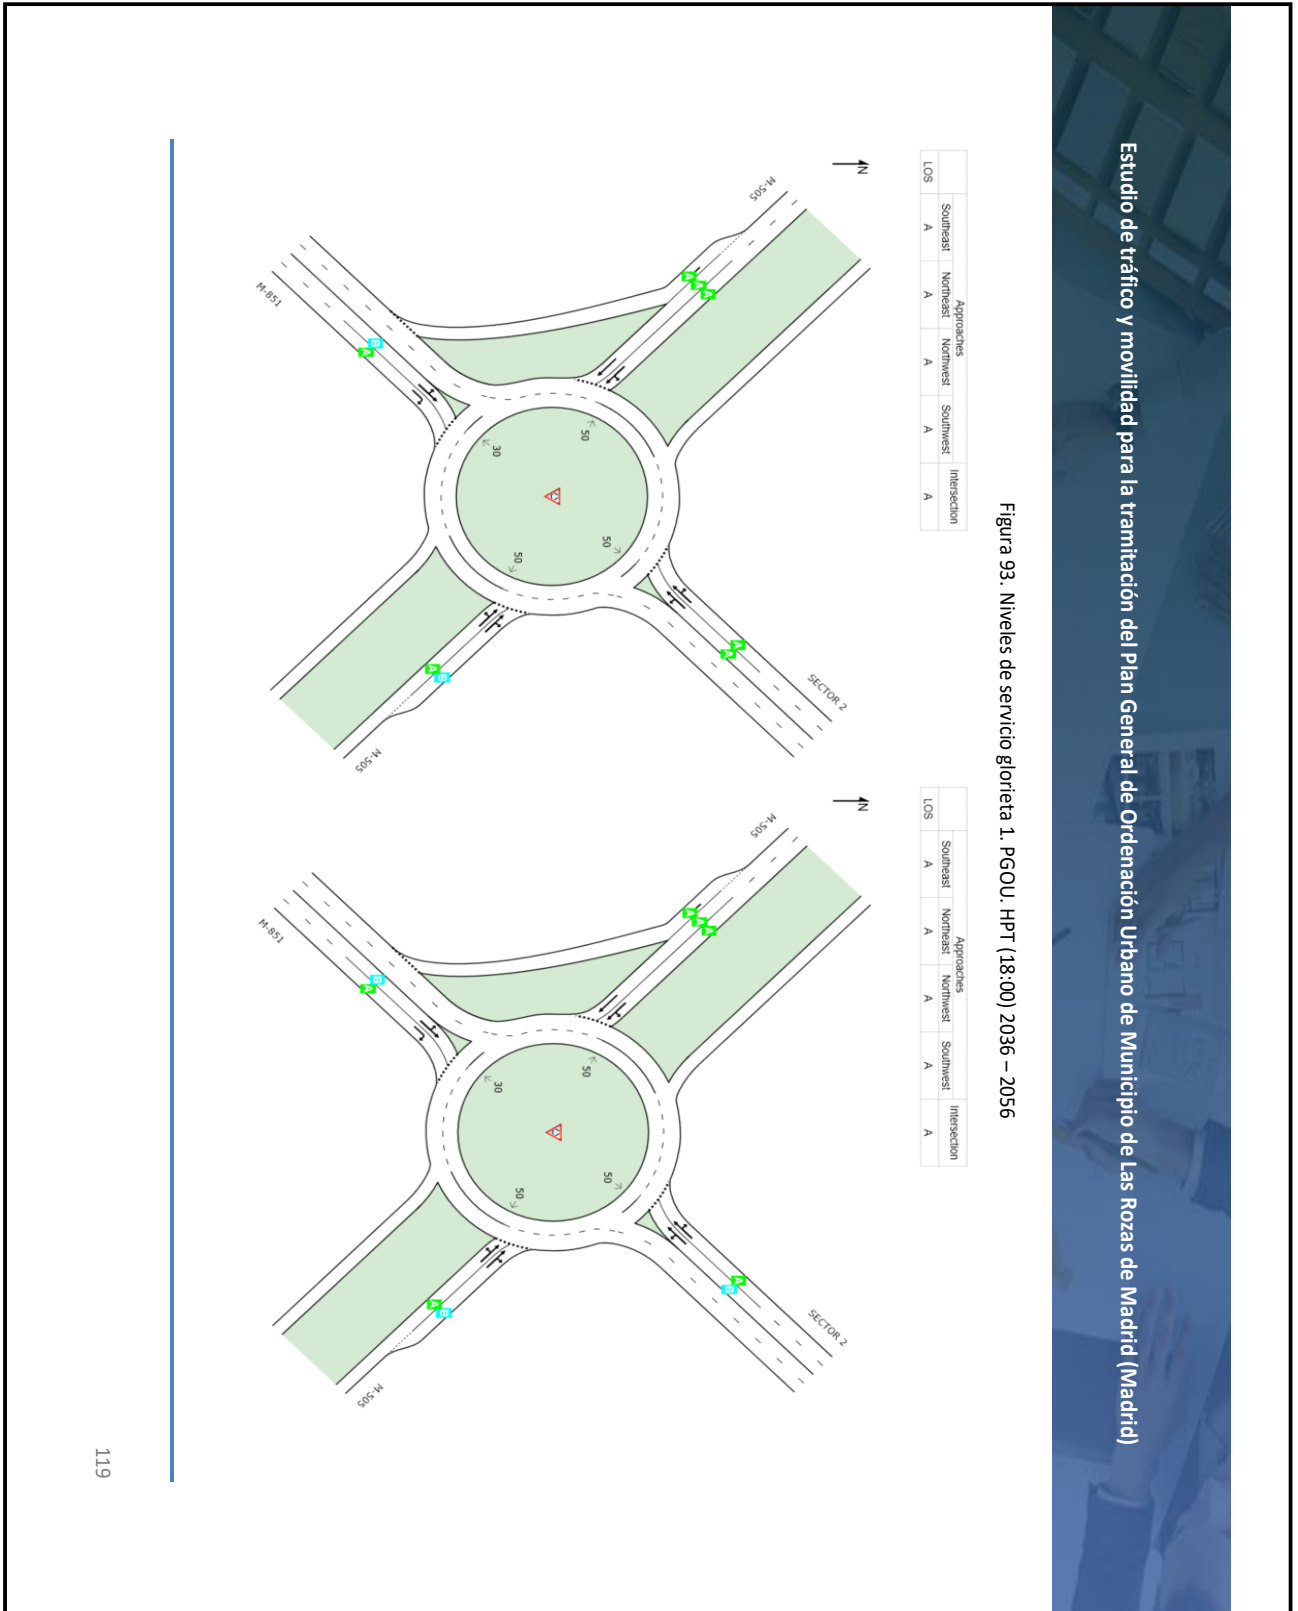 Estudio de tráfico y movilidad para la tramitación del Plan General de Ordenación Urbano de Municipio de Las Rozas de Madrid (Madrid)
Figura 93. Niveles de servicio glorieta 1. PGOU. HPT (18:00) 2036 – 2056
Approaches Intersection
Southeast Northeast Northwest Southwest
LOS A A A A A
N
M-505
A A A
SECTOR 2
A A
50
50
30
50
B A
A B
M-851
M-505
Approaches Intersection
Southeast Northeast Northwest Southwest
LOS A A A A A
N
M-505
A A A
SECTOR 2
A B
50
50
30
50
B A
A B
M-851
M-505
119